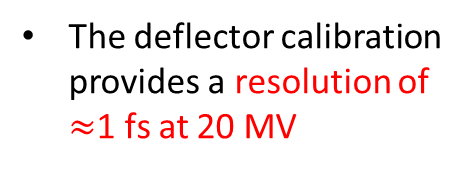 • The deflector calibration
provides a resolution of
≈1 fs at 20 MV